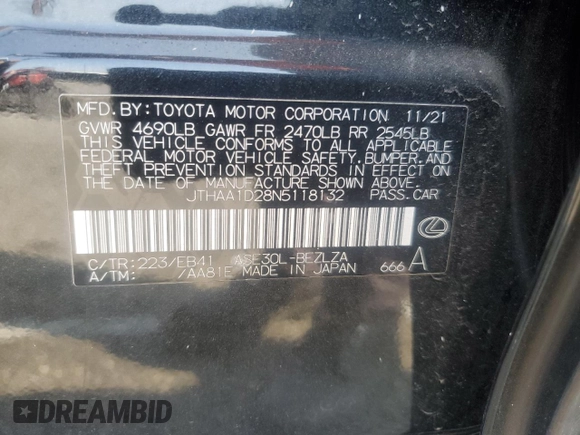 MFD. BY: TOYOTA MOTOR CORPORATION 11/21
GVWR 4690LB GAWR FR 2470LB RR 2545LB
THIS VEHICLE CONFORMS TO ALL APPLICABLE
FEDERAL MOTOR VEHICLE SAFETY, BUMPER, AND
THEFT PREVENTION STANDARDS IN EFFECT ON
THE DATE OF MANUFACTURE SHOWN ABOVE.
JTHAA1D28N5118132 PASS. CAR
C/TR: 223/EB41 ASE30L-BEZLZA
A/TM: /AA81E MADE IN JAPAN 666 A
DREAMBID